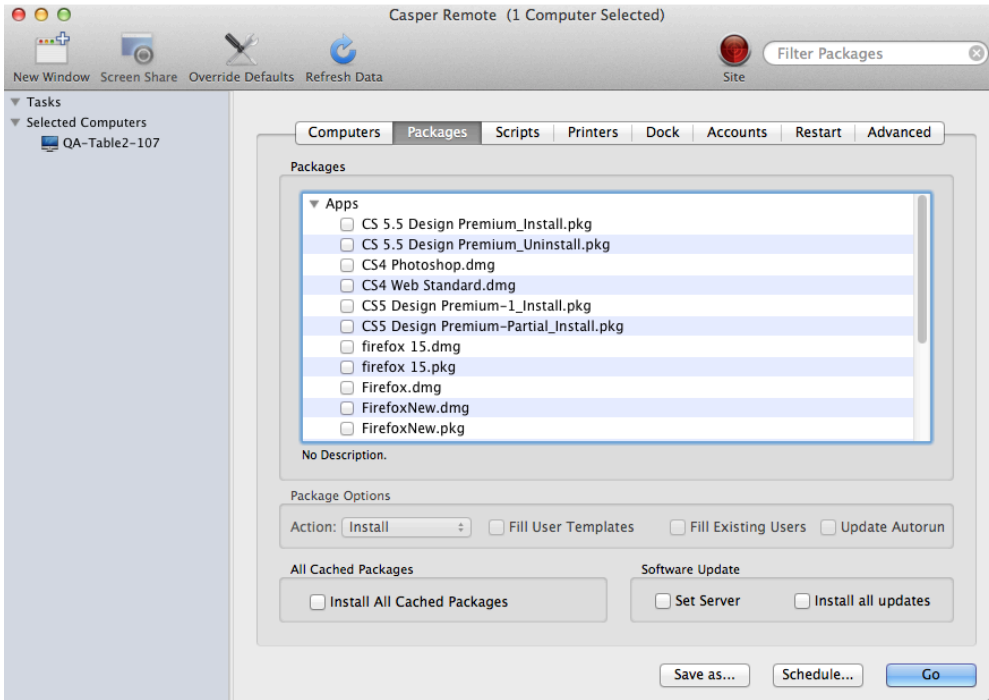 Casper Remote (1 Computer Selected)
New Window Screen Share Override Defaults Refresh Data Site Filter Packages
Tasks
Selected Computers
QA-Table2-107
Computers Packages Scripts Printers Dock Accounts Restart Advanced
Packages
Apps
CS 5.5 Design Premium_Install.pkg
CS 5.5 Design Premium_Uninstall.pkg
CS4 Photoshop.dmg
CS4 Web Standard.dmg
CS5 Design Premium-1_Install.pkg
CS5 Design Premium-Partial_Install.pkg
firefox 15.dmg
firefox 15.pkg
Firefox.dmg
FirefoxNew.dmg
FirefoxNew.pkg
No Description.
Package Options
Action: Install Fill User Templates Fill Existing Users Update Autorun
All Cached Packages Software Update
Install All Cached Packages Set Server Install all updates
Save as... Schedule... Go